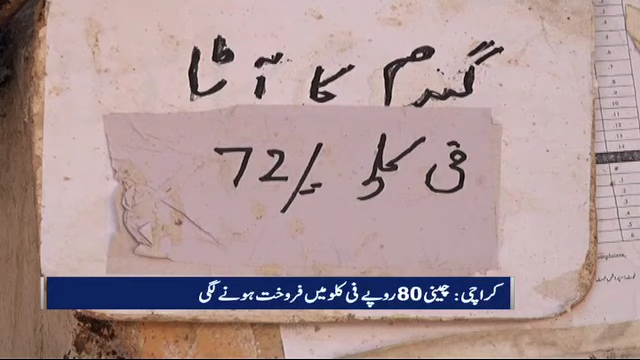 گندم کا آٹا
فی کلو 72/=
کراچی : چینی 80 روپے فی کلو میں فروخت ہونے لگی